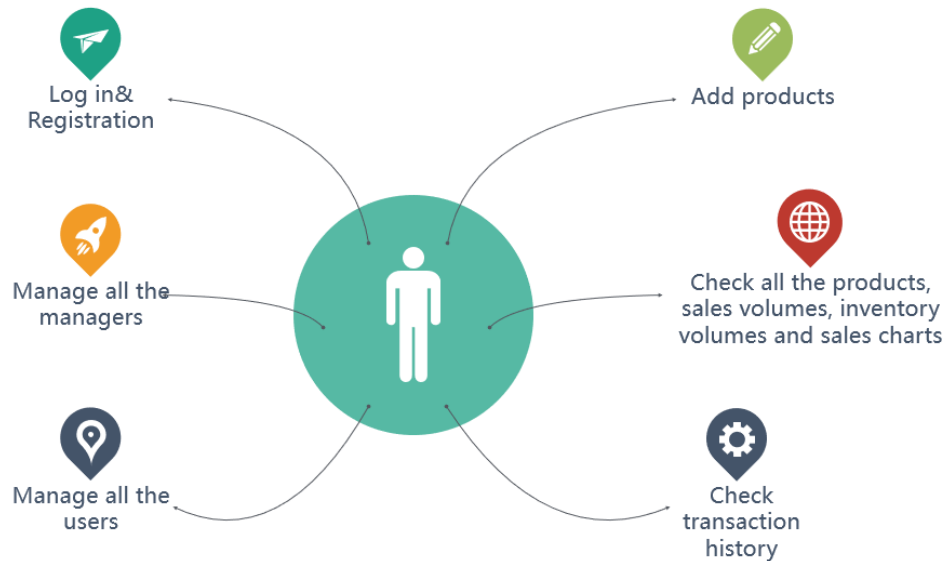 Log in&
Registration
Add products
Manage all the
managers
Check all the products,
sales volumes, inventory
volumes and sales charts
Manage all the
users
Check
transaction
history